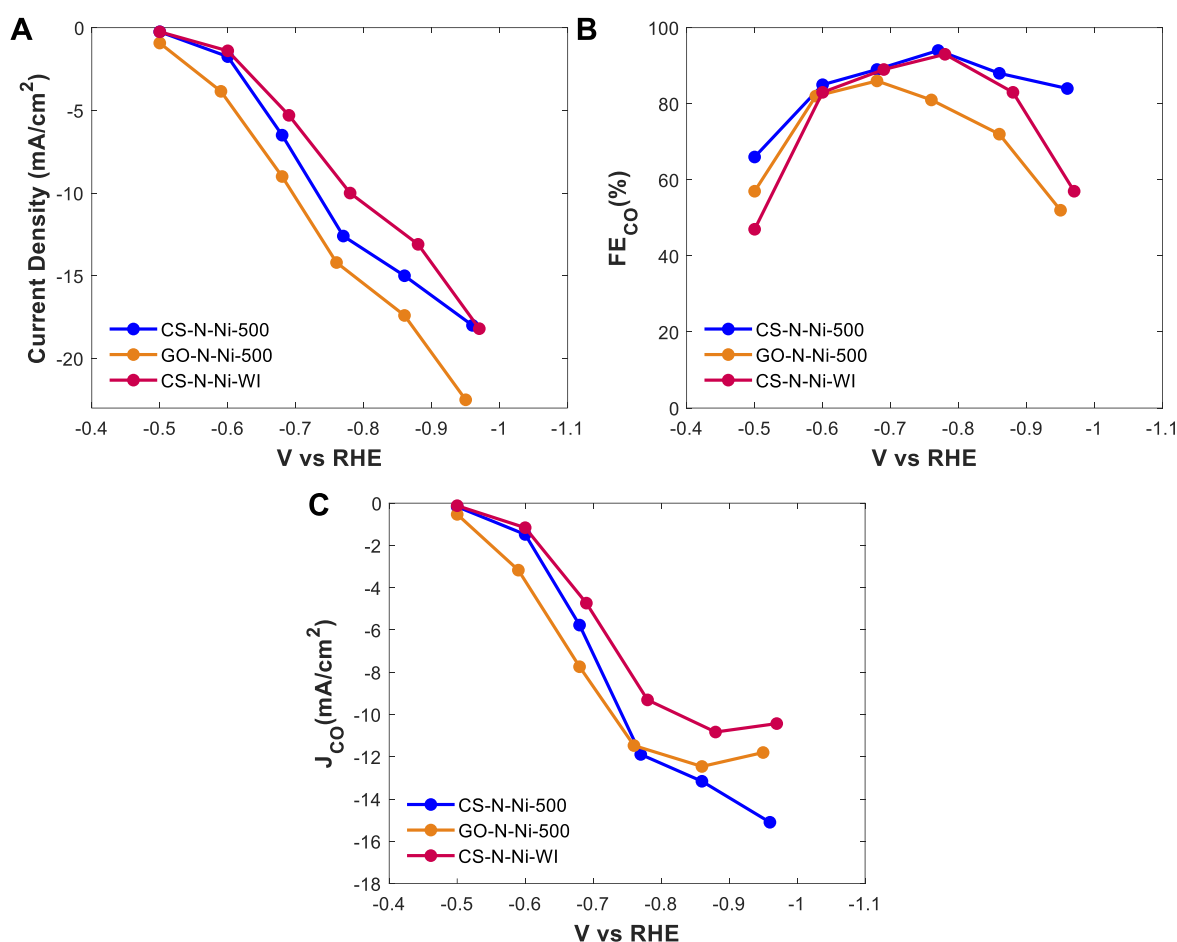 A
0
-5
-10
-15
-20
Current Density (mA/cm2)
CS-N-Ni-500
GO-N-Ni-500
CS-N-Ni-WI
-0.4 -0.5 -0.6 -0.7 -0.8 -0.9 -1 -1.1
V vs RHE
B
100
80
60
40
20
0
FECO(%)
CS-N-Ni-500
GO-N-Ni-500
CS-N-Ni-WI
-0.4 -0.5 -0.6 -0.7 -0.8 -0.9 -1 -1.1
V vs RHE
C
0
-2
-4
-6
-8
-10
-12
-14
-16
-18
JCO(mA/cm2)
CS-N-Ni-500
GO-N-Ni-500
CS-N-Ni-WI
-0.4 -0.5 -0.6 -0.7 -0.8 -0.9 -1 -1.1
V vs RHE